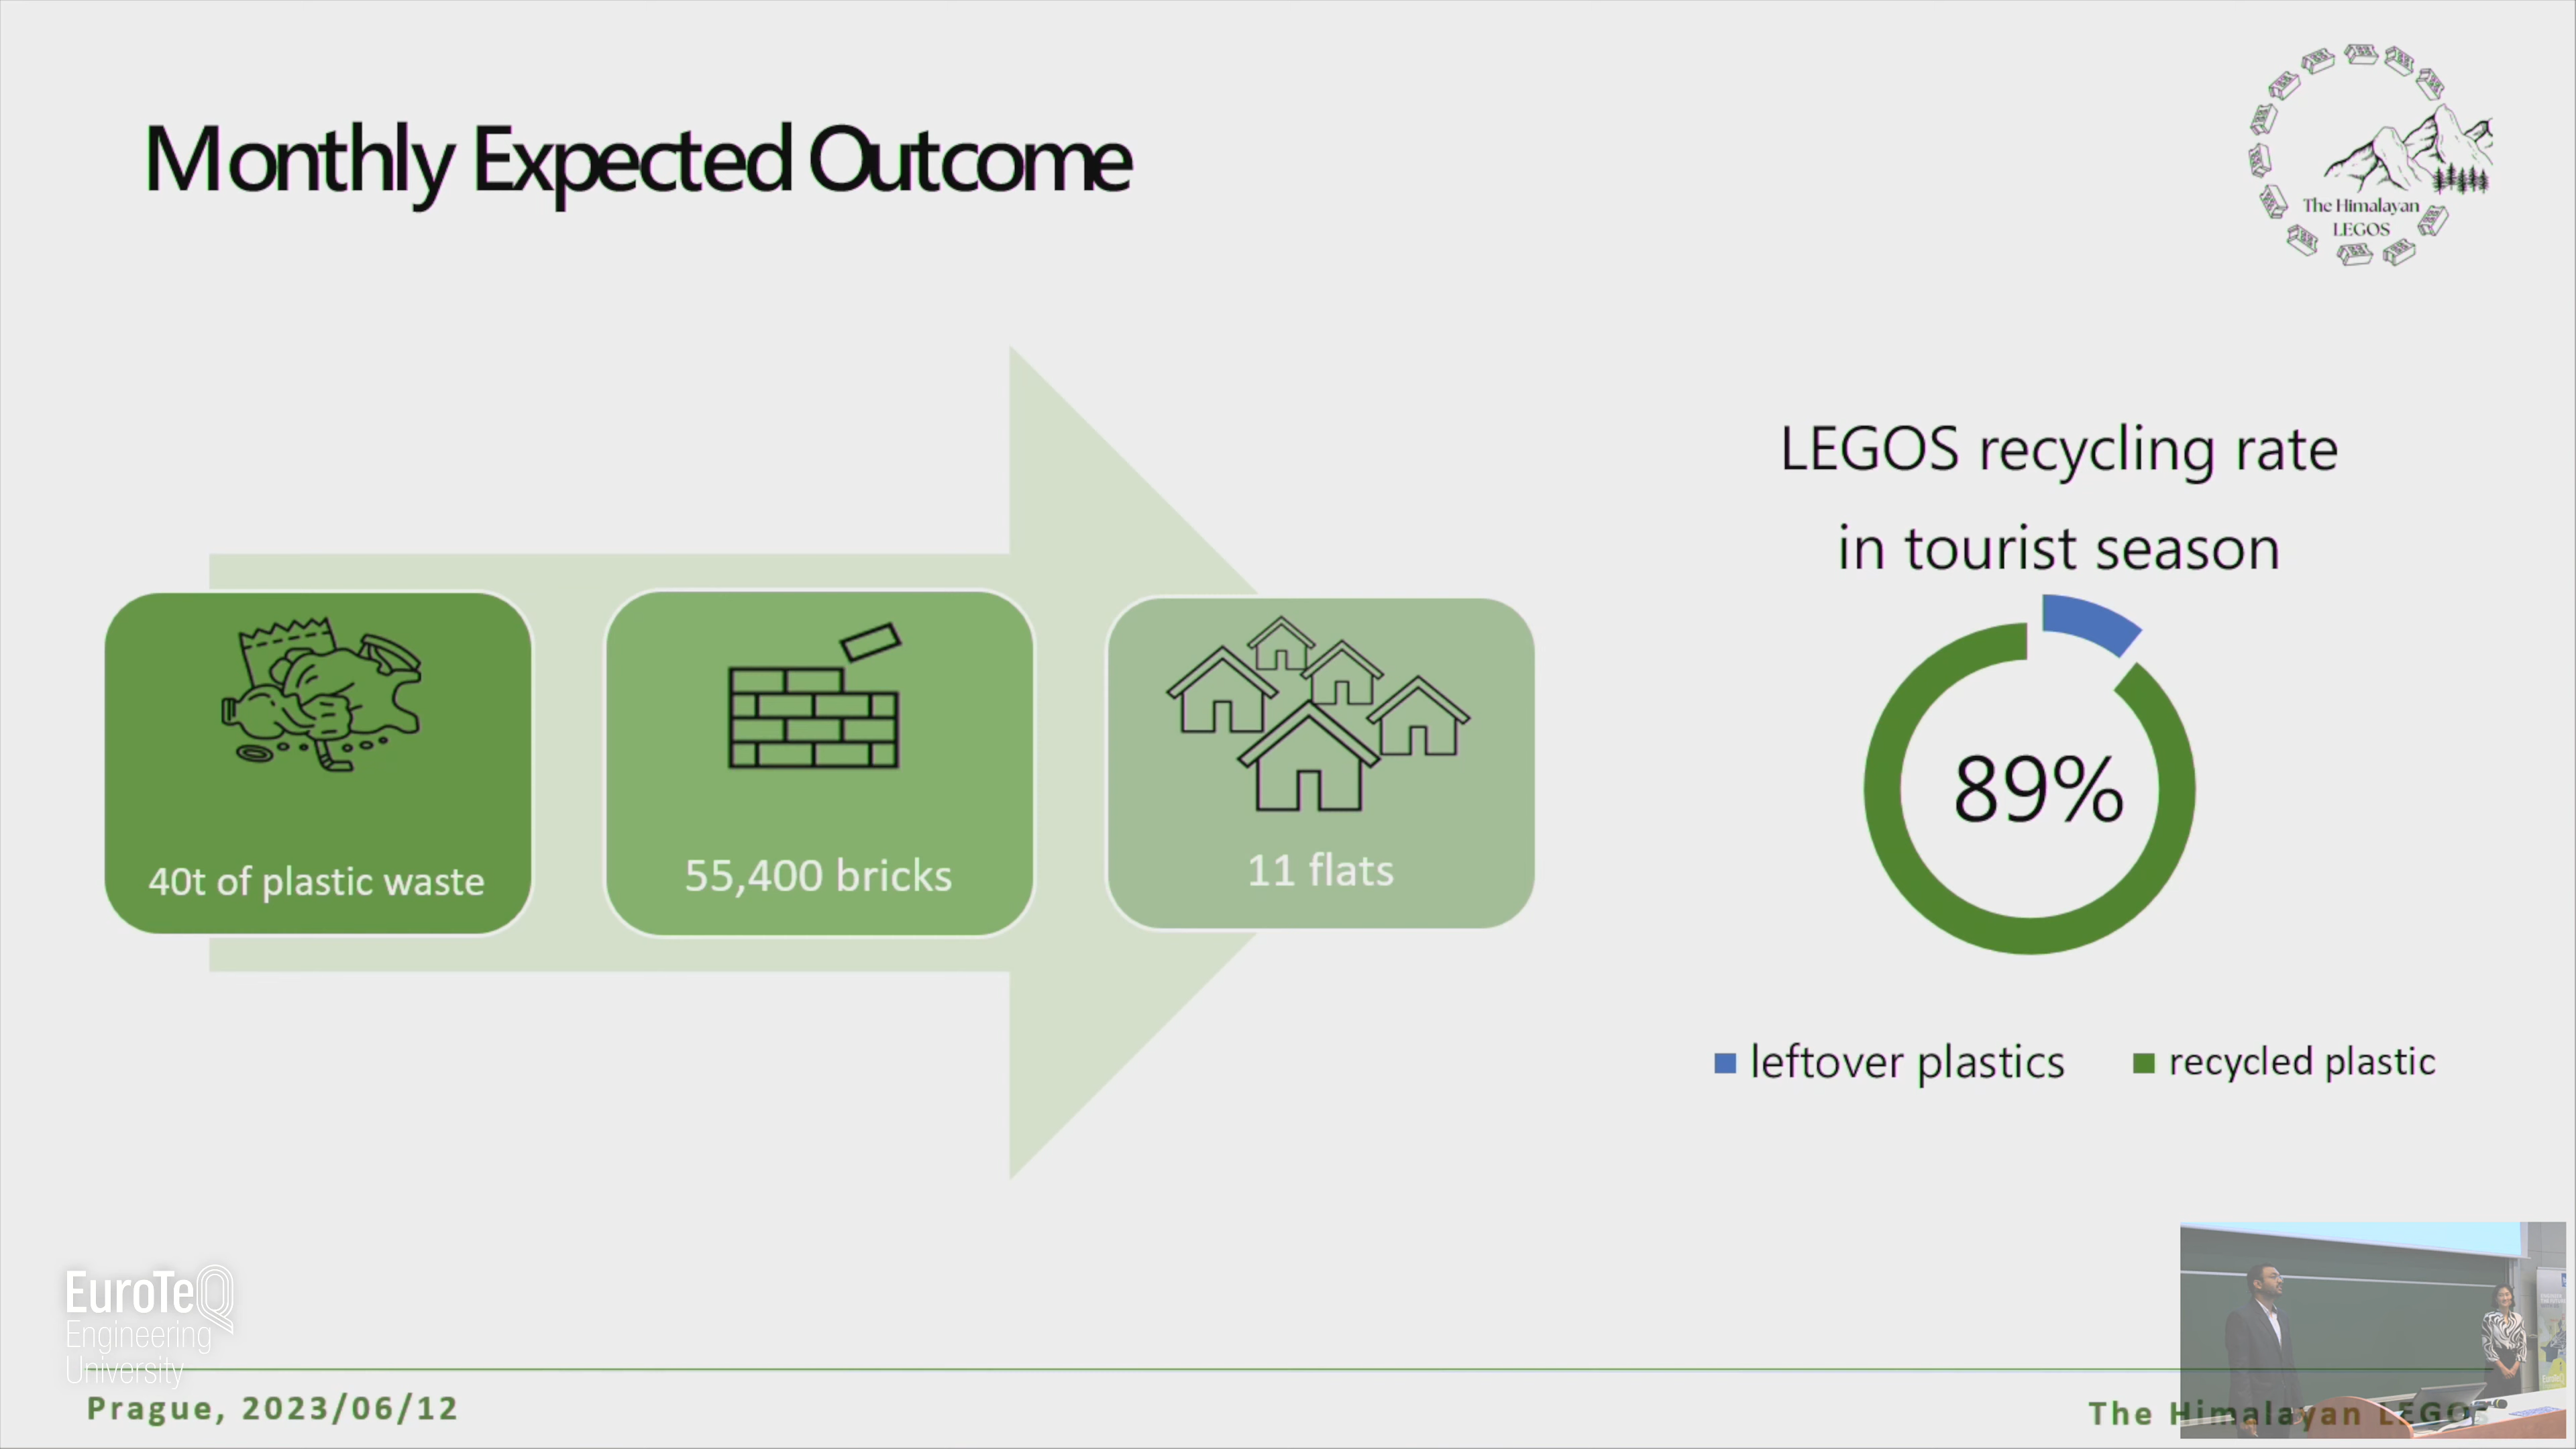 Monthly Expected Outcome
The Himalayan
LEGOS
LEGOS recycling rate
in tourist season
40t of plastic waste
55,400 bricks
11 flats
89%
leftover plastics
recycled plastic
EuroTeQ
Engineering
University
Prague, 2023/06/12
The Himalayan LEGOS